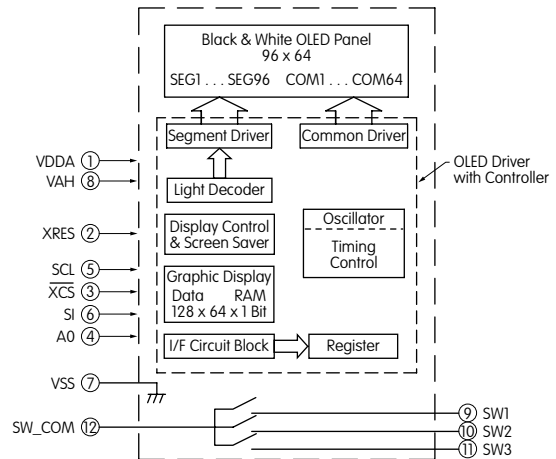 Black & White OLED Panel
96 x 64
SEG1 . . . SEG96 COM1 . . . COM64
Segment Driver
Common Driver
VDDA ①
VAH ⑧
OLED Driver
with Controller
Light Decoder
XRES ②
Display Control
& Screen Saver
Oscillator
Timing
Control
SCL ⑤
XCS ③
SI ⑥
A0 ④
Graphic Display
Data RAM
128 x 64 x 1 Bit
I/F Circuit Block
Register
VSS ⑦
SW_COM ⑫
⑨ SW1
⑩ SW2
⑪ SW3